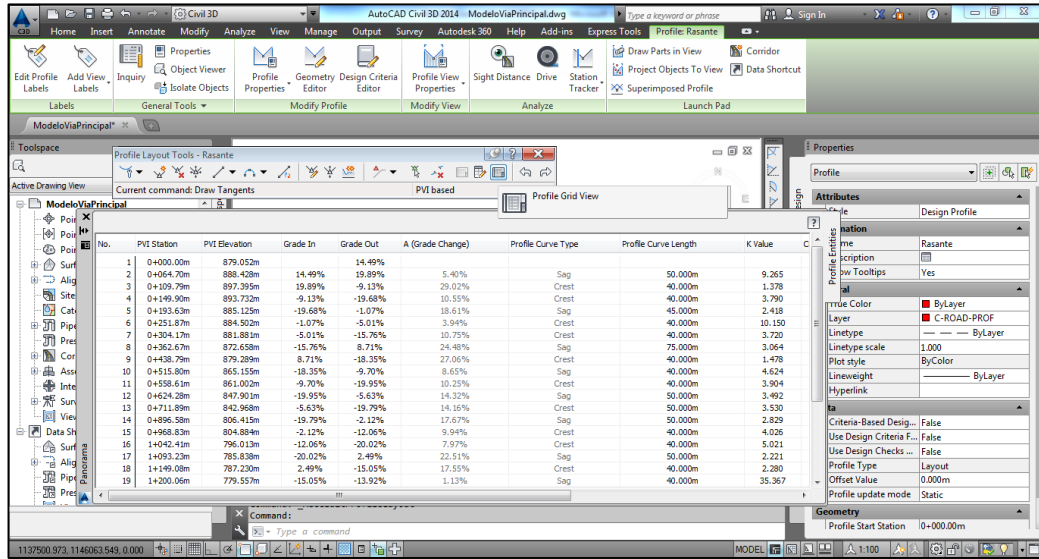 Civil 3D
AutoCAD Civil 3D 2014 ModeloViaPrincipal.dwg
Type a keyword or phrase
Sign In
C3D
Home Insert Annotate Modify Analyze View Manage Output Survey Autodesk 360 Help Add-ins Express Tools Profile: Rasante
Edit Profile Labels
Add View Labels
Inquiry
Properties
Object Viewer
Isolate Objects
Profile Properties
Geometry Editor
Design Criteria Editor
Profile View Properties
Sight Distance
Drive
Station Tracker
Draw Parts in View
Project Objects To View
Superimposed Profile
Corridor
Data Shortcut
Labels General Tools Modify Profile Modify View Analyze Launch Pad
ModeloViaPrincipal*
Toolspace
Active Drawing View
ModeloViaPrincipal
Profile Layout Tools - Rasante
Current command: Draw Tangents PVI based
Profile Grid View
No. PVI Station PVI Elevation Grade In Grade Out A (Grade Change) Profile Curve Type Profile Curve Length K Value
1 0+000.00m 879.052m 14.49%
2 0+064.70m 888.428m 14.49% 19.89% 5.40% Sag 50.000m 9.265
3 0+109.79m 897.395m 19.89% -9.13% 29.02% Crest 40.000m 1.378
4 0+149.90m 893.732m -9.13% -19.68% 10.55% Crest 40.000m 3.790
5 0+193.63m 885.125m -19.68% -1.07% 18.61% Sag 45.000m 2.418
6 0+251.87m 884.502m -1.07% -5.01% 3.94% Crest 40.000m 10.150
7 0+304.17m 881.881m -5.01% -15.76% 10.75% Crest 40.000m 3.720
8 0+362.67m 872.658m -15.76% 8.71% 24.48% Sag 75.000m 3.064
9 0+438.79m 879.289m 8.71% -18.35% 27.06% Crest 40.000m 1.478
10 0+515.80m 865.155m -18.35% -9.70% 8.65% Sag 40.000m 4.624
11 0+558.61m 861.002m -9.70% -19.95% 10.25% Crest 40.000m 3.904
12 0+624.28m 847.901m -19.95% -5.63% 14.32% Sag 50.000m 3.492
13 0+711.89m 842.968m -5.63% -19.79% 14.16% Crest 50.000m 3.530
14 0+896.58m 806.415m -19.79% -2.12% 17.67% Sag 50.000m 2.829
15 0+968.83m 804.884m -2.12% -12.06% 9.94% Crest 40.000m 4.026
16 1+042.41m 796.013m -12.06% -20.02% 7.97% Crest 40.000m 5.021
17 1+093.23m 785.838m -20.02% 2.49% 22.51% Sag 50.000m 2.221
18 1+149.08m 787.230m 2.49% -15.05% 17.55% Crest 40.000m 2.280
19 1+200.06m 779.557m -15.05% -13.92% 1.13% Sag 40.000m 35.367
Panorama
Profile Entities
Properties
Profile
Attributes
Design Profile
Rasante
Yes
True Color ByLayer
Layer C-ROAD-PROF
Linetype ByLayer
Linetype scale 1.000
Plot style ByColor
Lineweight ByLayer
Hyperlink
Criteria-Based Desig... False
Use Design Criteria F... False
Use Design Checks ... False
Profile Type Layout
Offset Value 0.000m
Profile update mode Static
Geometry
Profile Start Station 0+000.00m
Command:
Type a command
1137500.973, 1146063.549, 0.000
MODEL
1:100